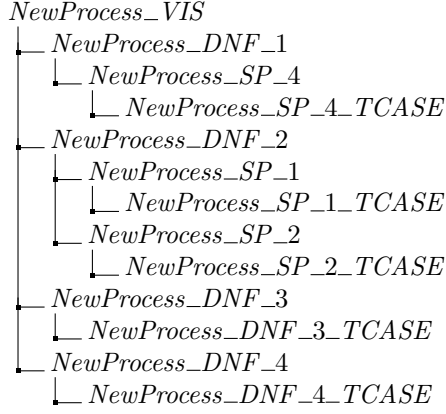 NewProcess_VIS
NewProcess_DNF_1
NewProcess_SP_4
NewProcess_SP_4_TCASE
NewProcess_DNF_2
NewProcess_SP_1
NewProcess_SP_1_TCASE
NewProcess_SP_2
NewProcess_SP_2_TCASE
NewProcess_DNF_3
NewProcess_DNF_3_TCASE
NewProcess_DNF_4
NewProcess_DNF_4_TCASE